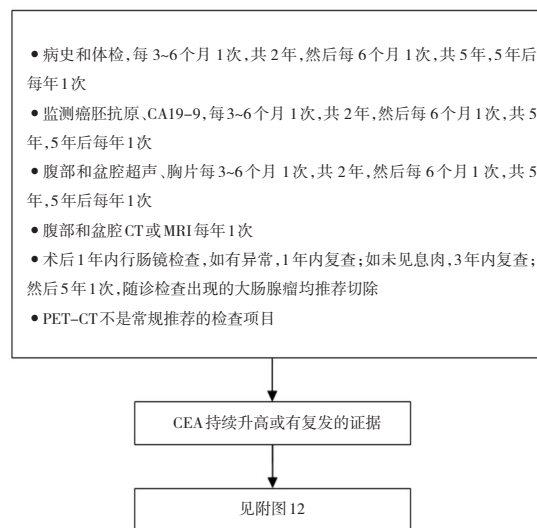 ●病史和体检,每3~6个月1次,共2年,然后每6个月1次,共5年,5年后
每年1次
●监测癌胚抗原、CA19-9,每3~6个月1次,共2年,然后每6个月1次,共5
年,5年后每年1次
●腹部和盆腔超声、胸片每3~6个月1次,共2年,然后每6个月1次,共5
年,5年后每年1次
●腹部和盆腔CT或MRI每年1次
●术后1年内行肠镜检查,如有异常,1年内复查;如未见息肉,3年内复查;
然后5年1次,随诊检查出现的大肠腺瘤均推荐切除
●PET-CT不是常规推荐的检查项目
CEA持续升高或有复发的证据
见附图12